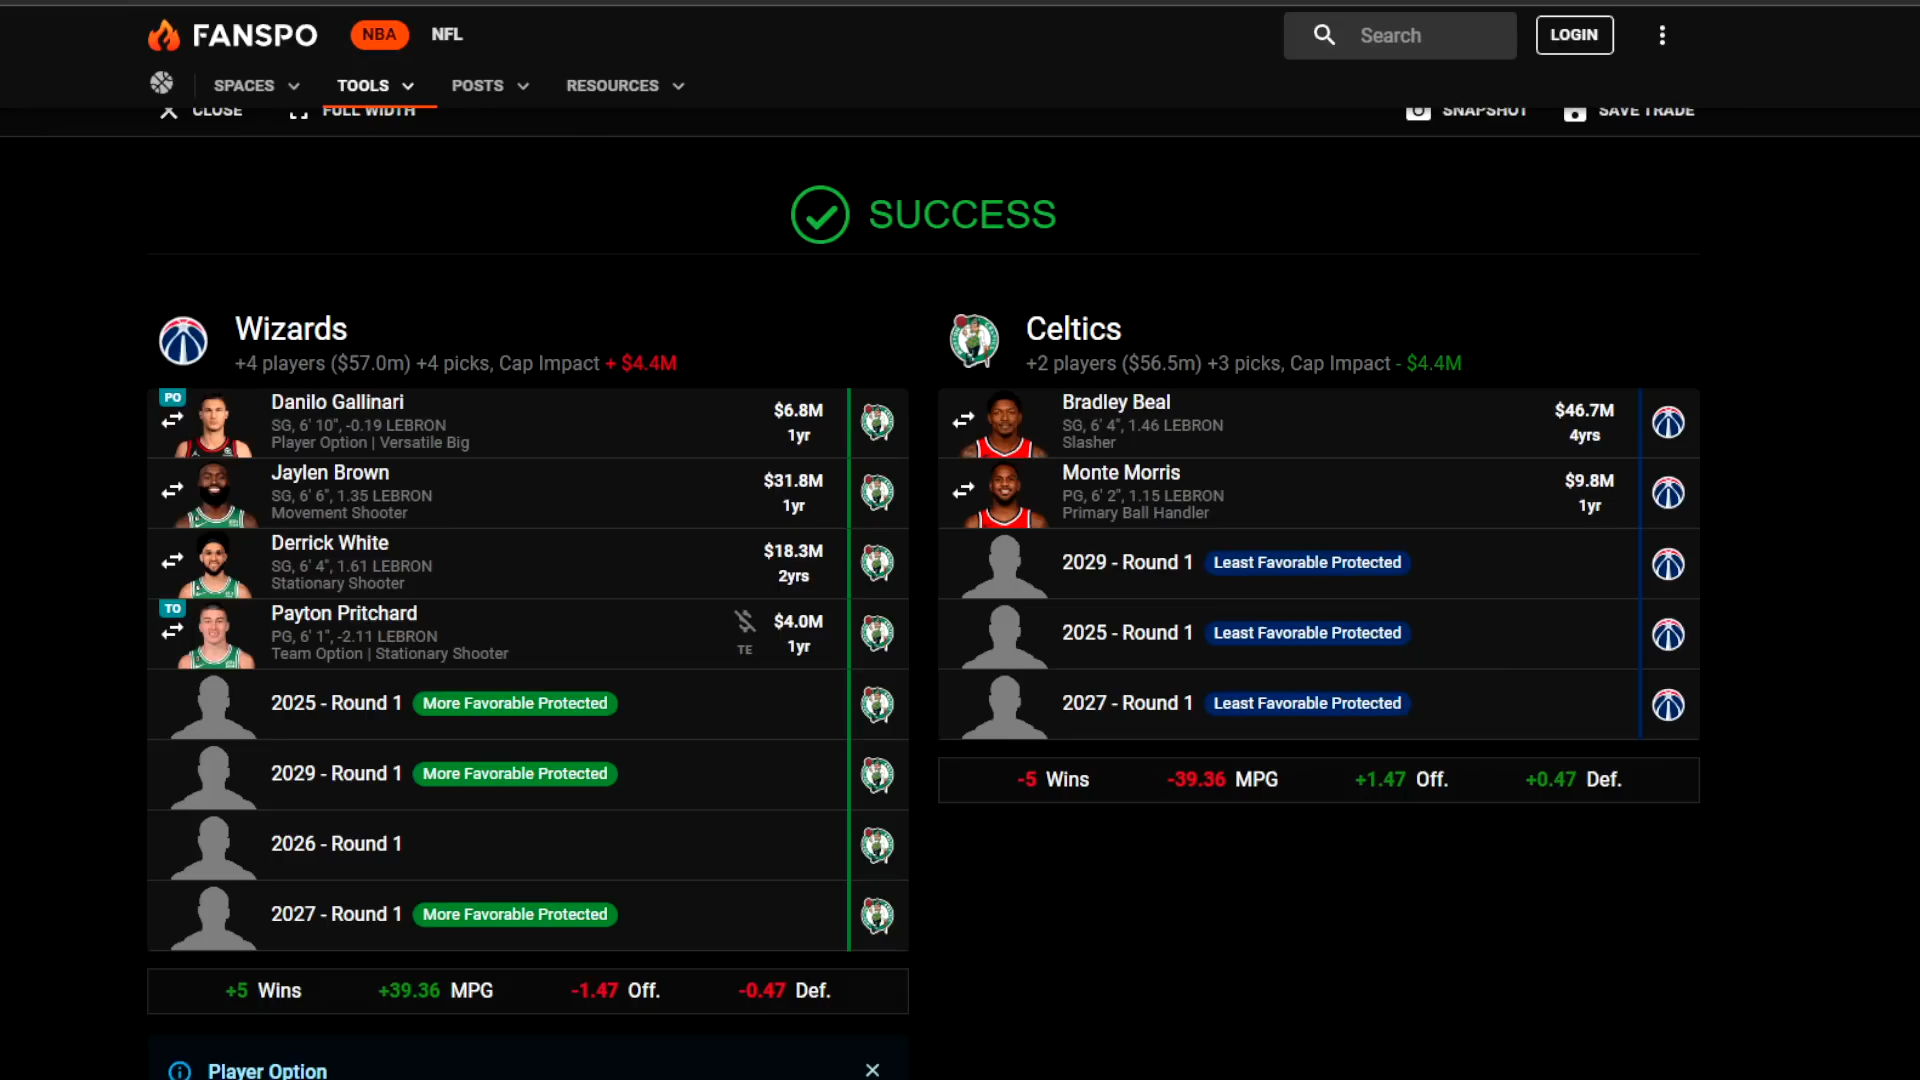 FANSPO
NBA
NFL
Search
LOGIN
SPACES
TOOLS
POSTS
RESOURCES
CLOSE
FULL WIDTH
SNAPSHOT
SAVE TRADE
SUCCESS
Wizards
+4 players ($57.0m) +4 picks, Cap Impact + $4.4M
PO
Danilo Gallinari
SG, 6' 10", -0.19 LEBRON
Player Option | Versatile Big
$6.8M
1yr
Jaylen Brown
SG, 6' 6", 1.35 LEBRON
Movement Shooter
$31.8M
1yr
Derrick White
SG, 6' 4", 1.61 LEBRON
Stationary Shooter
$18.3M
2yrs
TO
Payton Pritchard
PG, 6' 1", -2.11 LEBRON
Team Option | Stationary Shooter
TE
$4.0M
1yr
2025 - Round 1 More Favorable Protected
2029 - Round 1 More Favorable Protected
2026 - Round 1
2027 - Round 1 More Favorable Protected
+5 Wins +39.36 MPG -1.47 Off. -0.47 Def.
Player Option
Celtics
+2 players ($56.5m) +3 picks, Cap Impact - $4.4M
Bradley Beal
SG, 6' 4", 1.46 LEBRON
Slasher
$46.7M
4yrs
Monte Morris
PG, 6' 2", 1.15 LEBRON
Primary Ball Handler
$9.8M
1yr
2029 - Round 1 Least Favorable Protected
2025 - Round 1 Least Favorable Protected
2027 - Round 1 Least Favorable Protected
-5 Wins -39.36 MPG +1.47 Off. +0.47 Def.